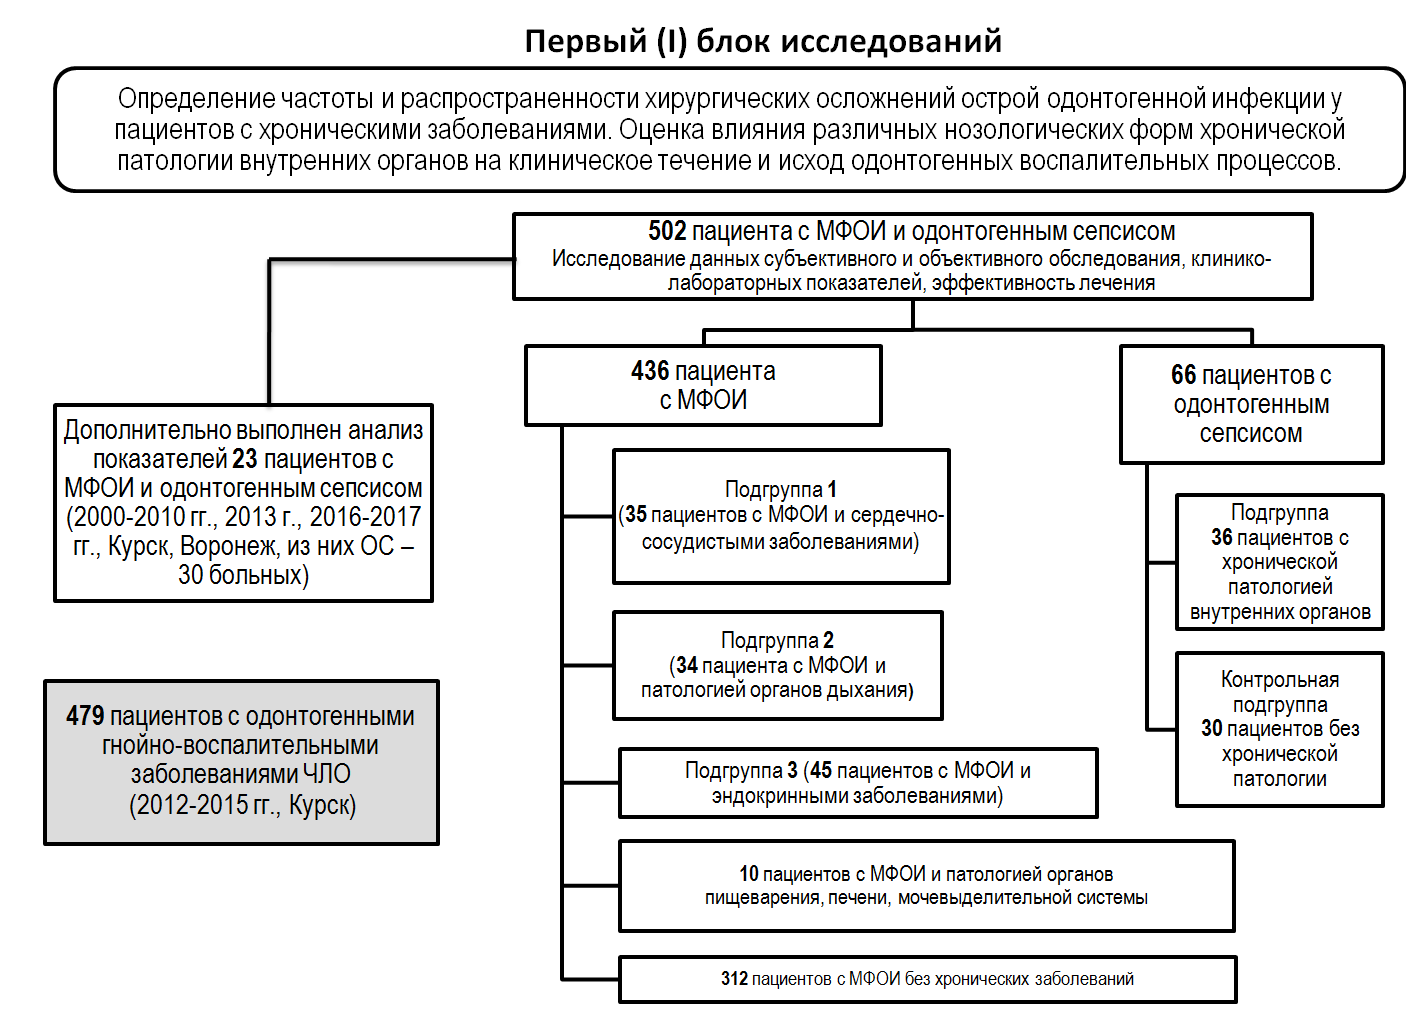 Первый (I) блок исследований
Определение частоты и распространенности хирургических осложнений острой одонтогенной инфекции у
пациентов с хроническими заболеваниями. Оценка влияния различных нозологических форм хронической
патологии внутренних органов на клиническое течение и исход одонтогенных воспалительных процессов.
502 пациента с МФОИ и одонтогенным сепсисом
Исследование данных субъективного и объективного обследования, клинико-
лабораторных показателей, эффективность лечения
436 пациента
с МФОИ
66 пациентов с
одонтогенным
сепсисом
Дополнительно выполнен анализ
показателей 23 пациентов с
МФОИ и одонтогенным сепсисом
(2000-2010 гг., 2013 г., 2016-2017
гг., Курск, Воронеж, из них ОС –
30 больных)
479 пациентов с одонтогенными
гнойно-воспалительными
заболеваниями ЧЛО
(2012-2015 гг., Курск)
Подгруппа 1
(35 пациентов с МФОИ и сердечно-
сосудистыми заболеваниями)
Подгруппа 2
(34 пациента с МФОИ и
патологией органов дыхания)
Подгруппа 3 (45 пациентов с МФОИ и
эндокринными заболеваниями)
10 пациентов с МФОИ и патологией органов
пищеварения, печени, мочевыделительной системы
312 пациентов с МФОИ без хронических заболеваний
Подгруппа
36 пациентов с
хронической
патологией
внутренних органов
Контрольная
подгруппа
30 пациентов без
хронической
патологии